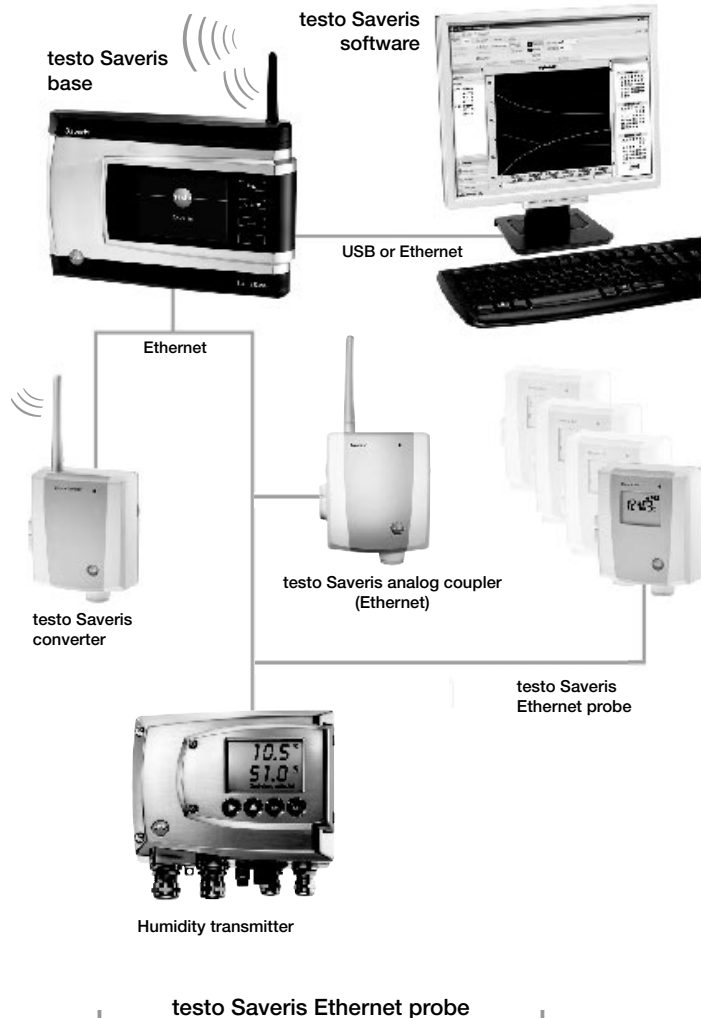 testo Saveris
base
testo Saveris
software
USB or Ethernet
Ethernet
testo Saveris analog coupler
(Ethernet)
testo Saveris
converter
testo Saveris
Ethernet probe
10.5
51.0
Humidity transmitter
testo Saveris Ethernet probe